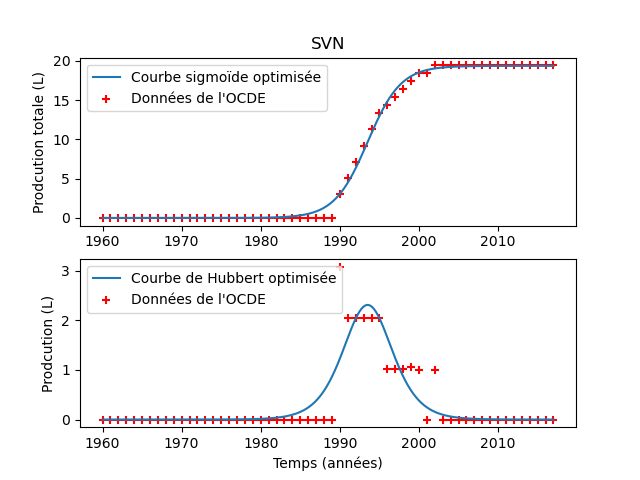 SVN
Prodcution totale (L)
20
15
10
5
0
Courbe sigmoïde optimisée
Données de l'OCDE
1960 1970 1980 1990 2000 2010
Prodcution (L)
3
2
1
0
Courbe de Hubbert optimisée
Données de l'OCDE
1960 1970 1980 1990 2000 2010
Temps (années)